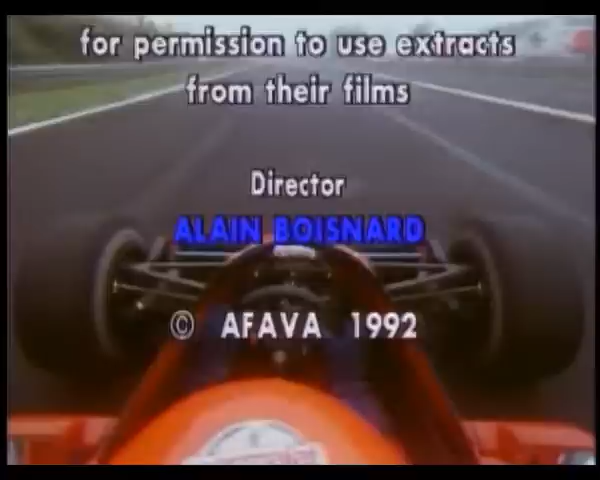 for permission to use extracts
from their films
Director
ALAIN BOISNARD
© AFAVA 1992